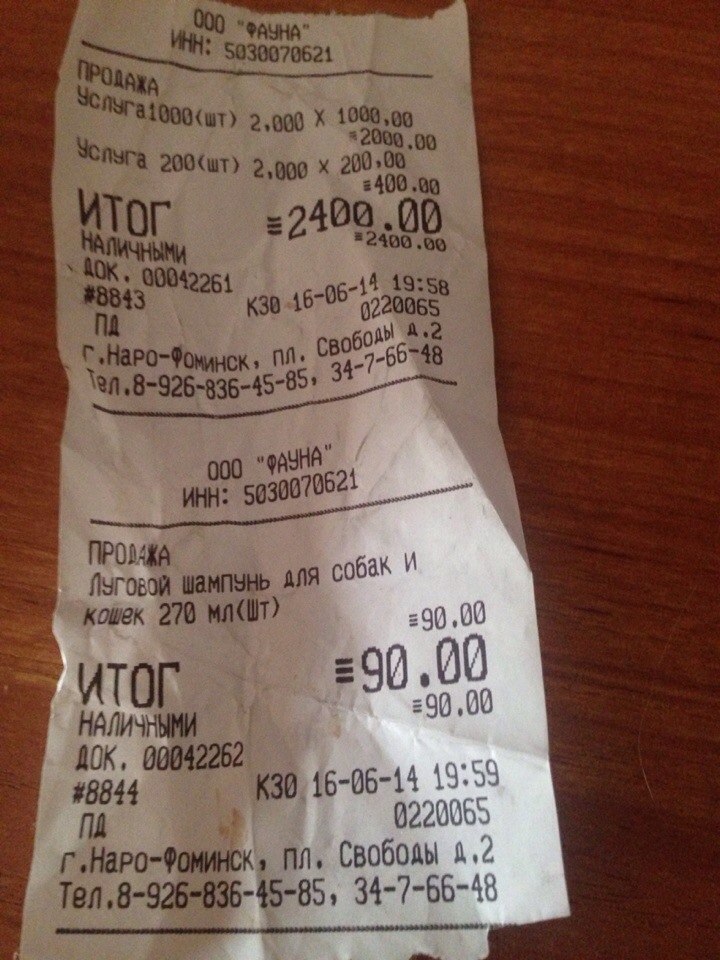 ООО "ФАУНА"
ИНН: 5030070621
ПРОДАЖА
Услуга1000(шт) 2,000 X 1000,00
≡2000.00
Услуга 200(шт) 2,000 X 200,00
≡400.00
ИТОГ ≡2400.00
НАЛИЧНЫМИ ≡2400.00
ДОК. 00042261
#8843 КЗ0 16-06-14 19:58
ПД 0220065
г.Наро-Фоминск, пл. Свободы д.2
Тел.8-926-836-45-85, 34-7-66-48
ООО "ФАУНА"
ИНН: 5030070621
ПРОДАЖА
Луговой шампунь для собак и
кошек 270 мл(Шт) ≡90.00
ИТОГ ≡90.00
НАЛИЧНЫМИ ≡90.00
ДОК. 00042262
#8844 КЗ0 16-06-14 19:59
ПД 0220065
г.Наро-Фоминск, пл. Свободы д.2
Тел.8-926-836-45-85, 34-7-66-48